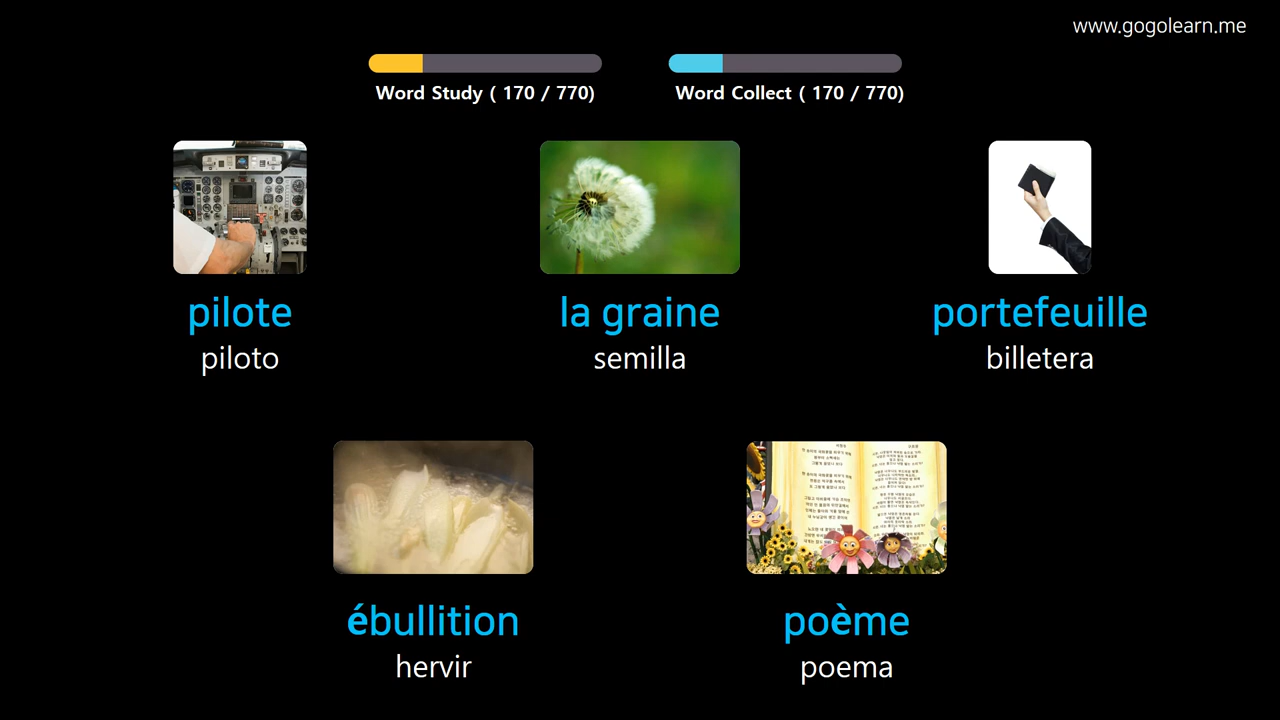 www.gogolearn.me
Word Study ( 170 / 770)
Word Collect ( 170 / 770)
pilote
piloto
la graine
semilla
portefeuille
billetera
ébullition
hervir
poème
poema